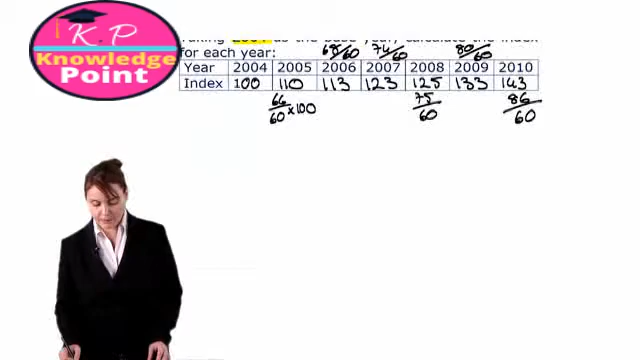 K P
Knowledge
Point
Taking 2004 as the base year, calculate the index
for each year: 68/60 74/60 80/60
Year 2004 2005 2006 2007 2008 2009 2010
Index 100 110 113 123 125 133 143
66/60 ×100 75/60 86/60